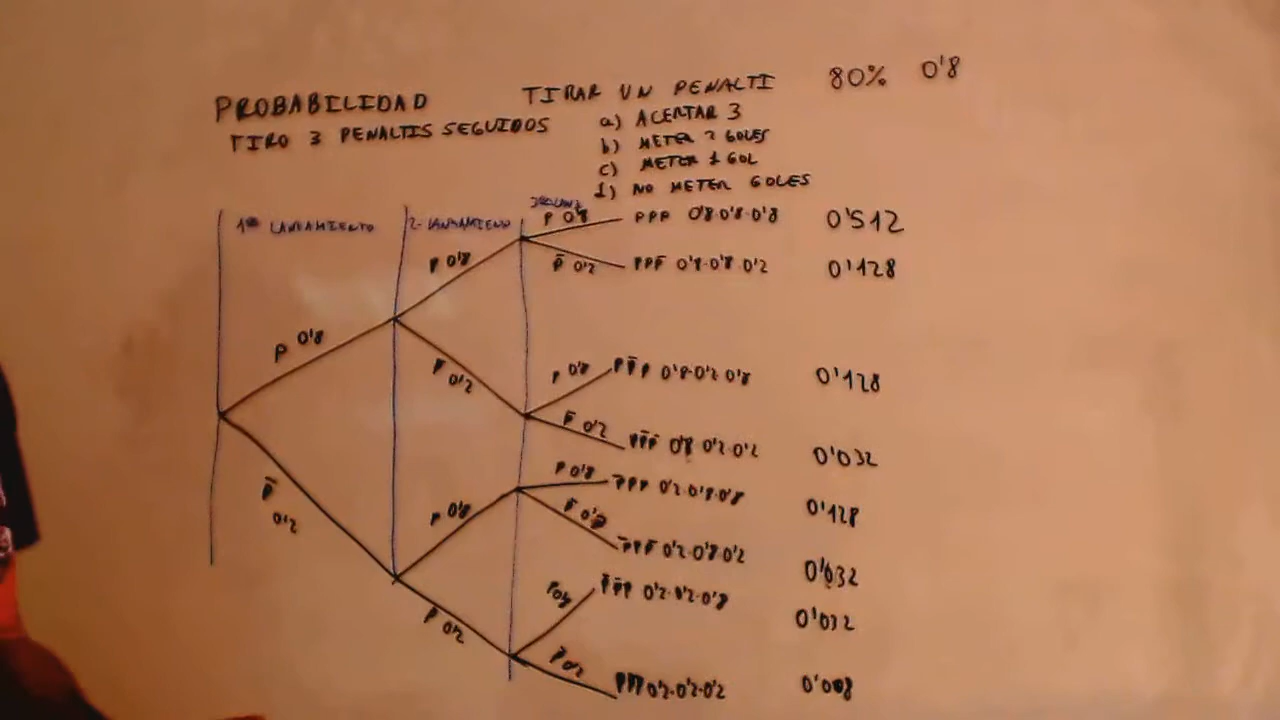 PROBABILIDAD TIRAR UN PENALTI 80% 0'8
TIRO 3 PENALTIS SEGUIDOS
a) ACERTAR 3
b) METER 2 GOLES
c) METER 1 GOL
d) NO METER GOLES
1er LANZAMIENTO 2- LANZAMIENTO
P 0'8 PPP 0'8·0'8·0'8 0'512
P 0'8
P̄ 0'2 PPP̄ 0'8·0'8·0'2 0'128
P 0'8
P̄ 0'2
P 0'8 PP̄P 0'8·0'2·0'8 0'128
P̄ 0'2 PP̄P̄ 0'8·0'2·0'2 0'032
P 0'8 P̄PP 0'2·0'8·0'8 0'128
P̄ 0'2
P 0'8
P̄ 0'2 P̄PP̄ 0'2·0'8·0'2 0'032
P 0'8 P̄P̄P 0'2·0'2·0'8 0'032
P̄ 0'2
P̄ 0'2 P̄P̄P̄ 0'2·0'2·0'2 0'008